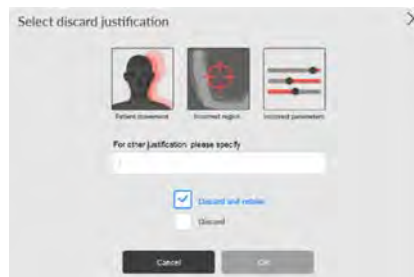 Select discard justification
Patient movement
Incorrect region
Incorrect parameters
For other justification please specify
Discard and retake
Discard
Cancel
OK